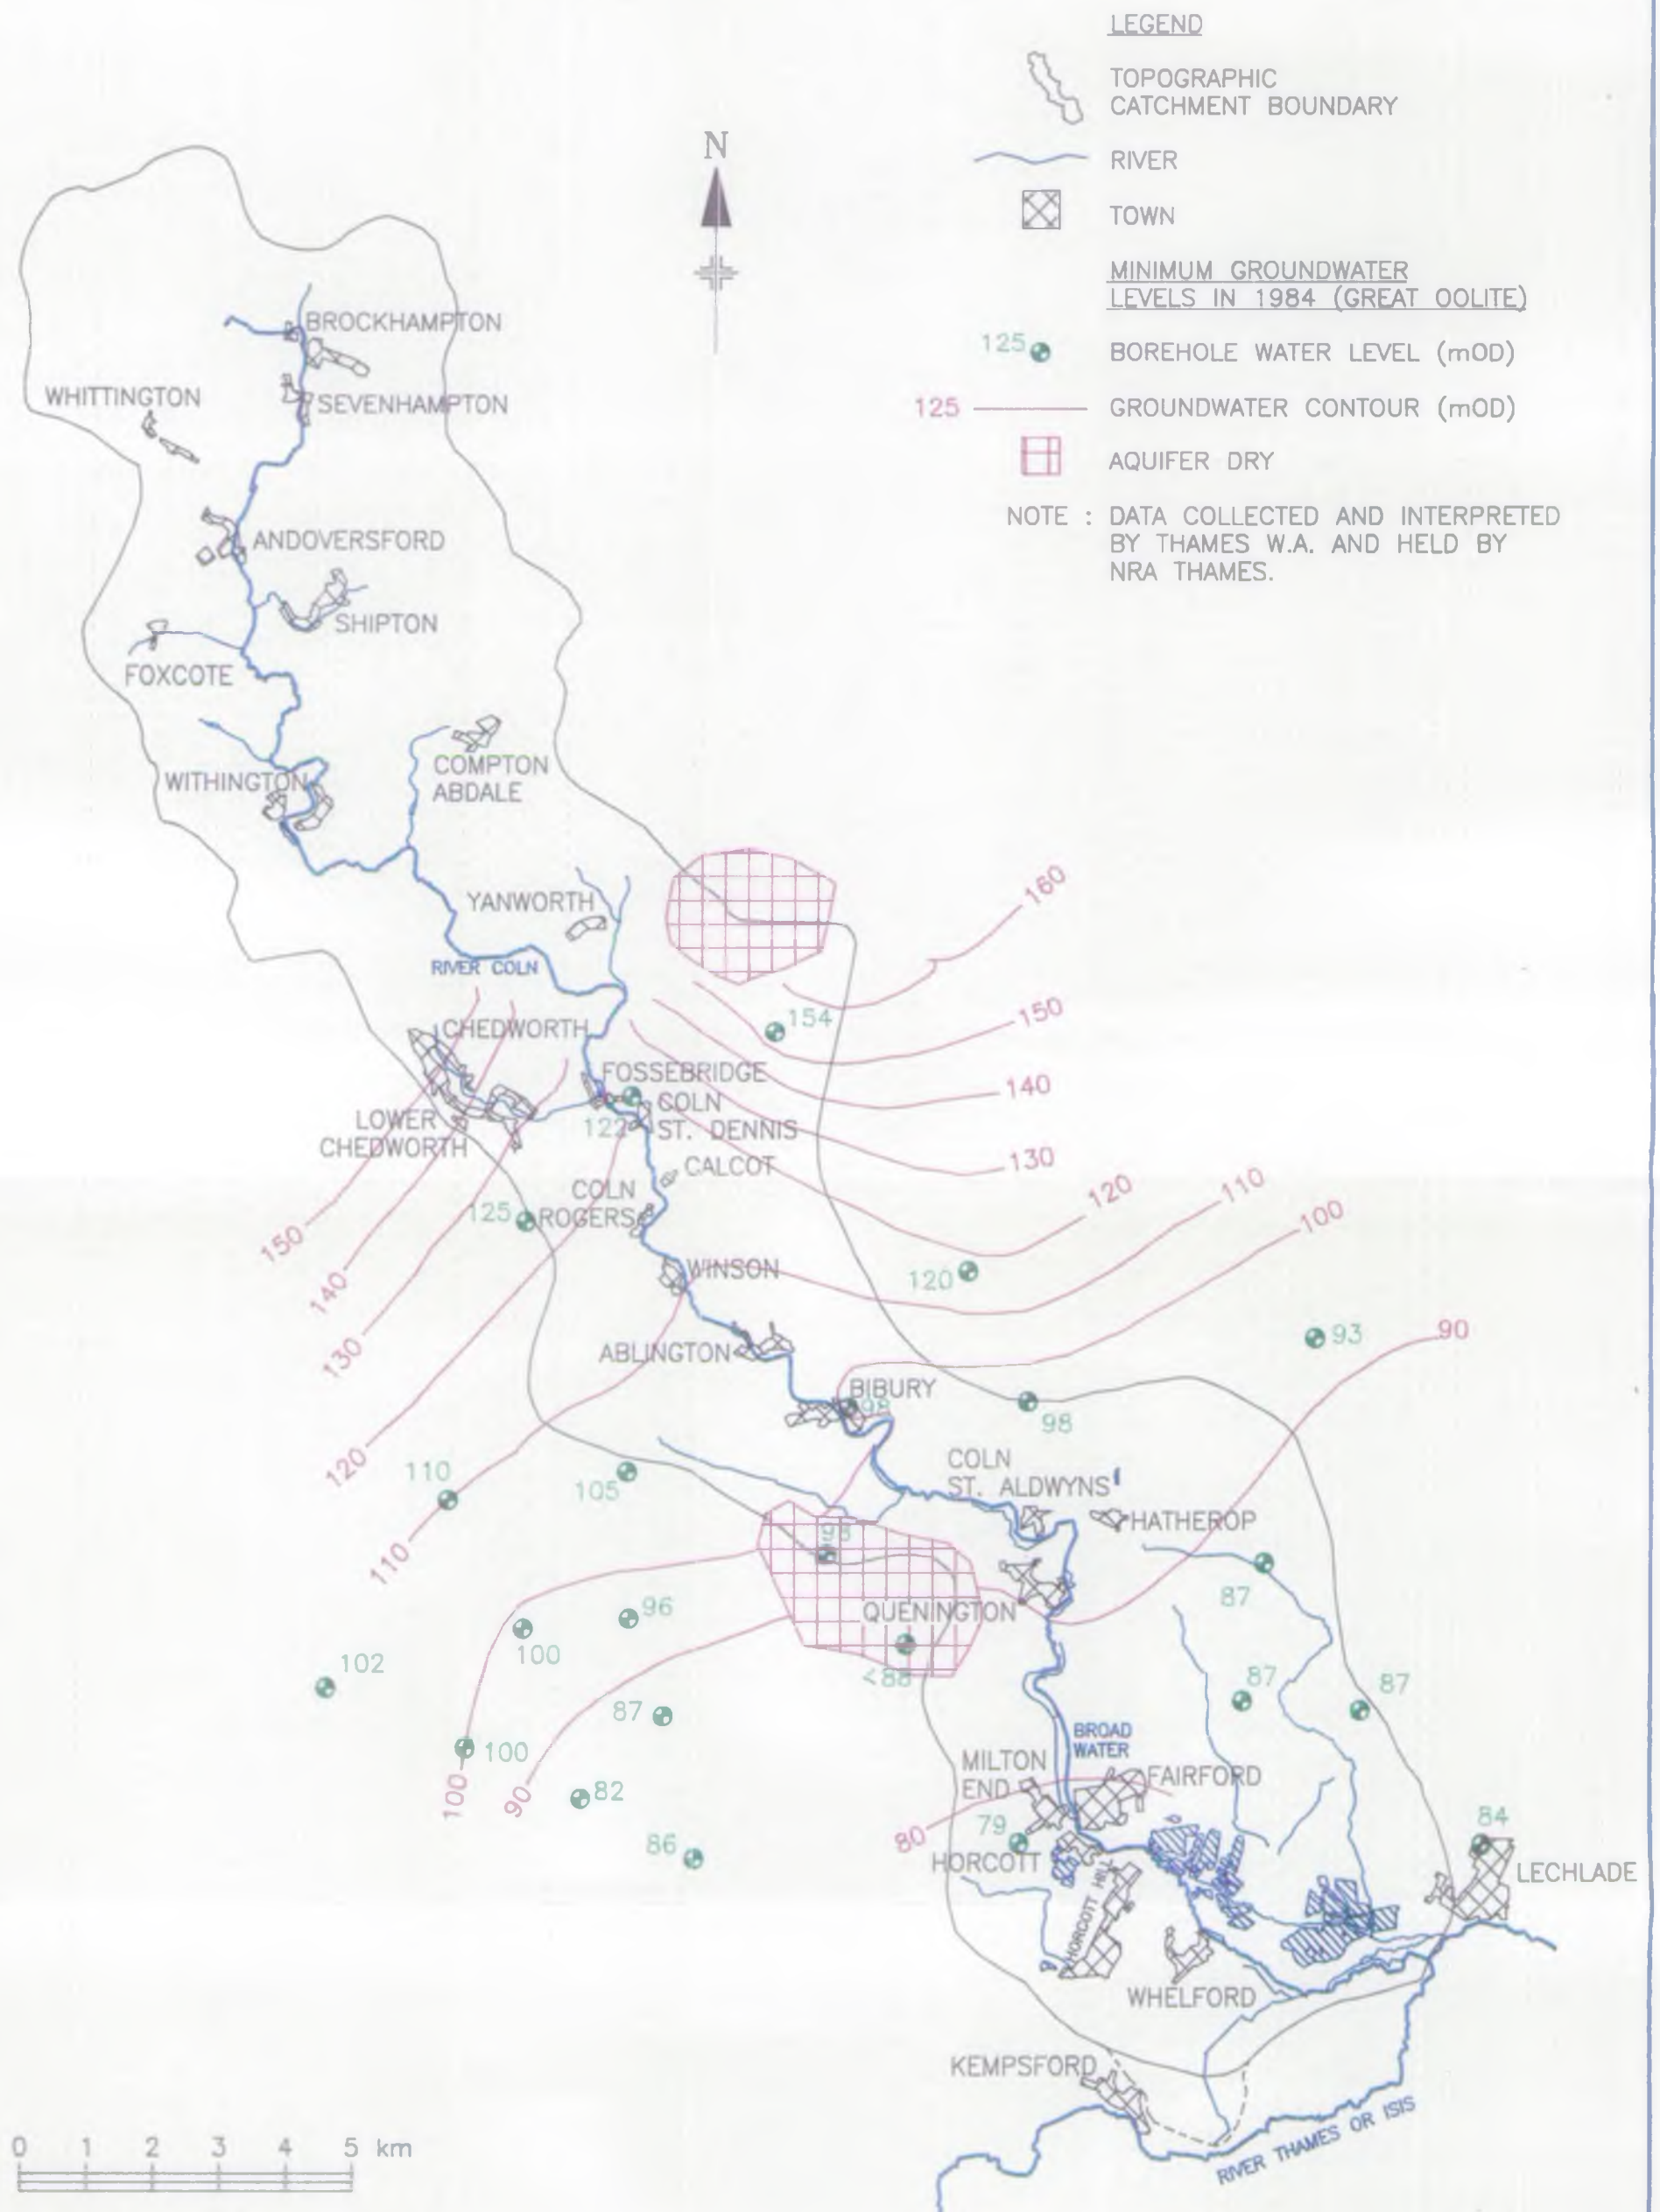 LEGEND
TOPOGRAPHIC
CATCHMENT BOUNDARY
N
RIVER
TOWN
MINIMUM GROUNDWATER
LEVELS IN 1984 (GREAT OOLITE)
125
BOREHOLE WATER LEVEL (mOD)
125
GROUNDWATER CONTOUR (mOD)
AQUIFER DRY
NOTE : DATA COLLECTED AND INTERPRETED
BY THAMES W.A. AND HELD BY
NRA THAMES.
BROCKHAMPTON
WHITTINGTON
SEVENHAMPTON
ANDOVERSFORD
SHIPTON
FOXCOTE
COMPTON
ABDALE
WITHINGTON
160
YANWORTH
RIVER COLN
150
154
CHEDWORTH
FOSSEBRIDGE
140
COLN
ST. DENNIS
122
LOWER
CHEDWORTH
130
CALCOT
120
110
COLN
ROGERS
125
100
150
WINSON
120
140
93
90
130
ABLINGTON
BIBURY
98
98
120
110
105
COLN
ST. ALDWYNS
HATHEROP
93
110
87
96
QUENINGTON
100
102
<88
87
87
87
BROAD
WATER
100
MILTON
END
FAIRFORD
100
90
82
79
84
80
86
HORCOTT
LECHLADE
HORCOTT HILL
WHELFORD
KEMPSFORD
RIVER THAMES OR ISIS
0 1 2 3 4 5 km